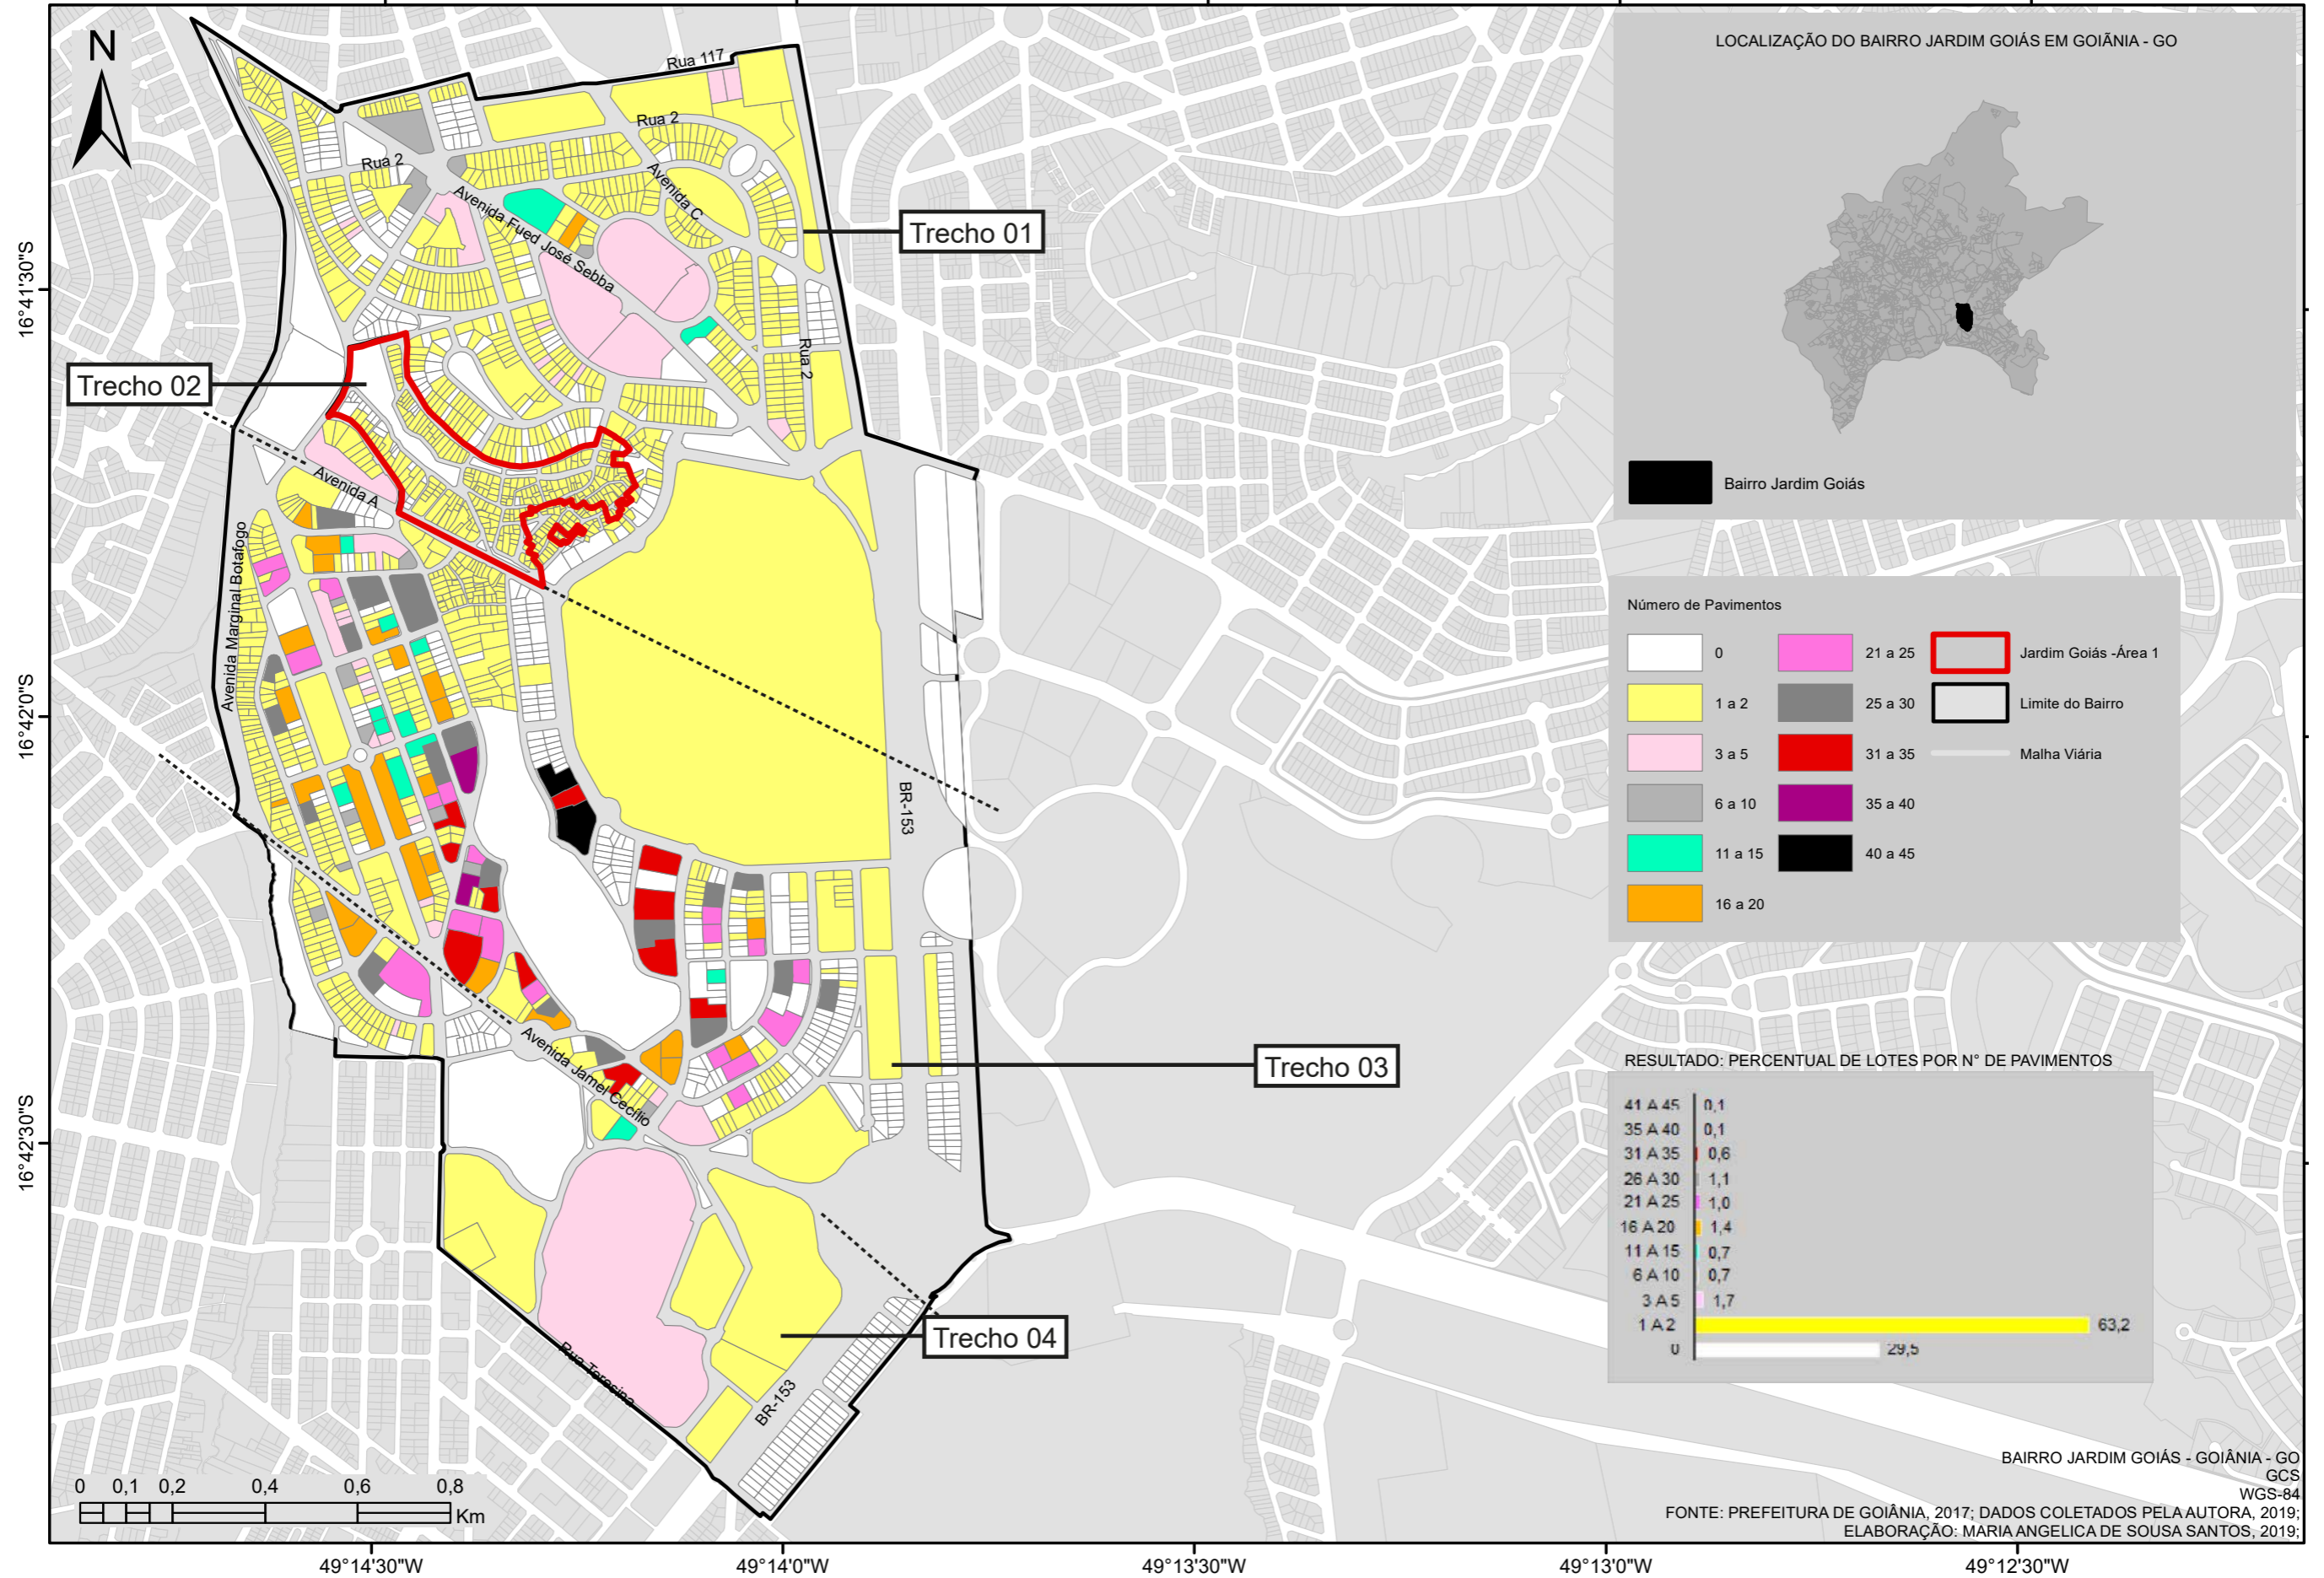 N
Rua 117
Rua 2
Rua 2
Avenida C
Avenida Fued José Sebba
Trecho 01
Rua 2
Trecho 02
Avenida A
Avenida Marginal Botafogo
BR-153
Trecho 03
Avenida Jamel Cecílio
Trecho 04
Rua Teresina
BR-153
16°41'30"S
16°42'0"S
16°42'30"S
0 0,1 0,2 0,4 0,6 0,8
Km
49°14'30"W 49°14'0"W 49°13'30"W 49°13'0"W 49°12'30"W
LOCALIZAÇÃO DO BAIRRO JARDIM GOIÁS EM GOIÃNIA - GO
Bairro Jardim Goiás
Número de Pavimentos
0 21 a 25 Jardim Goiás -Área 1
1 a 2 25 a 30 Limite do Bairro
3 a 5 31 a 35 Malha Viária
6 a 10 35 a 40
11 a 15 40 a 45
16 a 20
RESULTADO: PERCENTUAL DE LOTES POR N° DE PAVIMENTOS
41 A 45 0,1
35 A 40 0,1
31 A 35 0,6
26 A 30 1,1
21 A 25 1,0
16 A 20 1,4
11 A 15 0,7
6 A 10 0,7
3 A 5 1,7
1 A 2 63,2
0 29,5
BAIRRO JARDIM GOIÁS - GOIÂNIA - GO
GCS
WGS-84
FONTE: PREFEITURA DE GOIÂNIA, 2017; DADOS COLETADOS PELA AUTORA, 2019;
ELABORAÇÃO: MARIA ANGELICA DE SOUSA SANTOS, 2019;